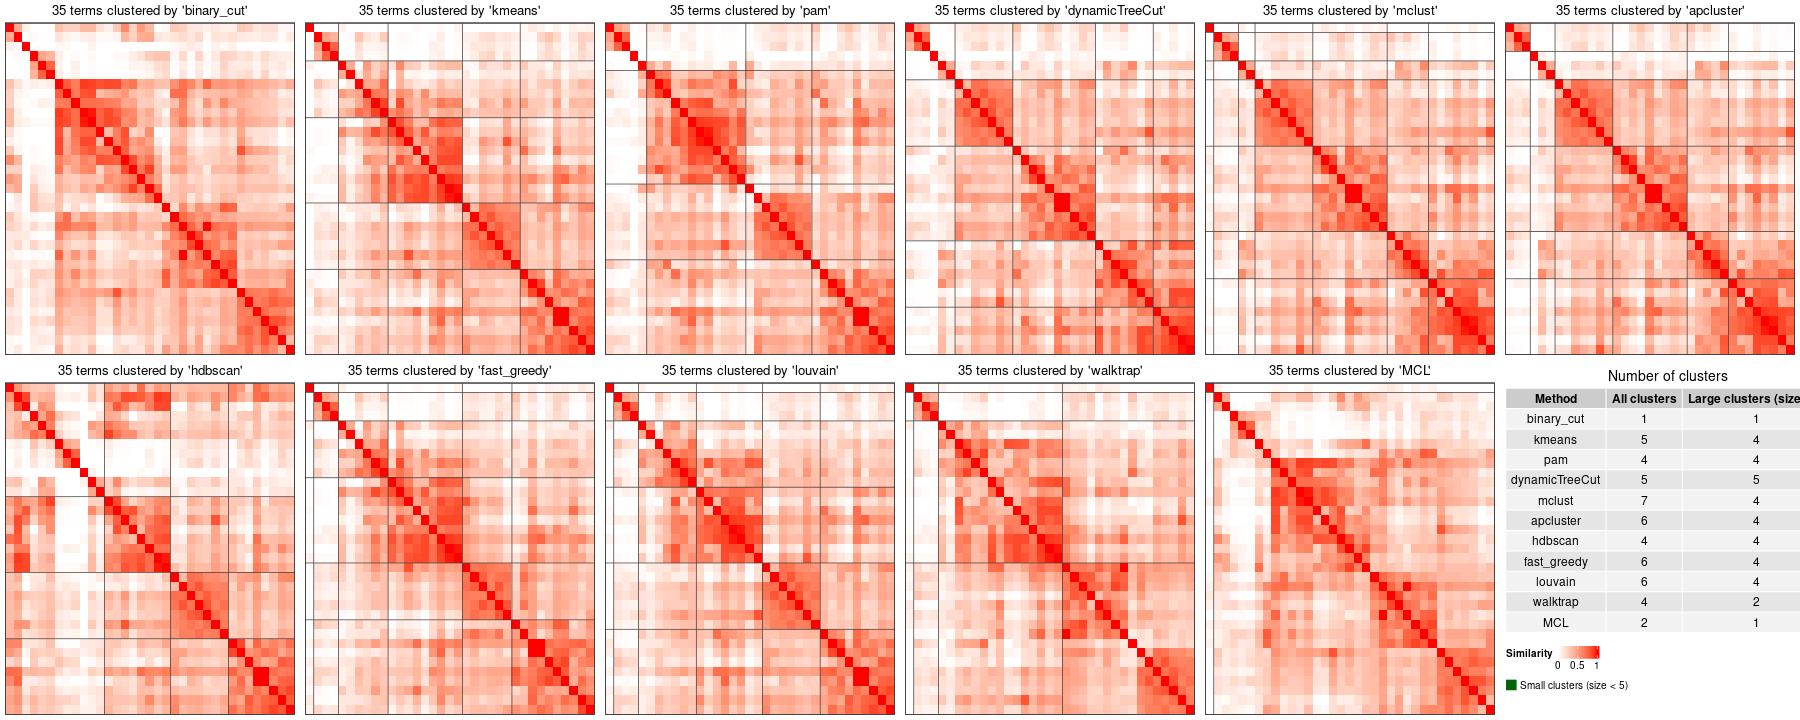 35 terms clustered by 'binary_cut'
35 terms clustered by 'kmeans'
35 terms clustered by 'pam'
35 terms clustered by 'dynamicTreeCut'
35 terms clustered by 'mclust'
35 terms clustered by 'apcluster'
35 terms clustered by 'hdbscan'
35 terms clustered by 'fast_greedy'
35 terms clustered by 'louvain'
35 terms clustered by 'walktrap'
35 terms clustered by 'MCL'
Number of clusters
Method All clusters Large clusters (size
binary_cut 1 1
kmeans 5 4
pam 4 4
dynamicTreeCut 5 5
mclust 7 4
apcluster 6 4
hdbscan 4 4
fast_greedy 6 4
louvain 6 4
walktrap 4 2
MCL 2 1
Similarity
0 0.5 1
Small clusters (size < 5)